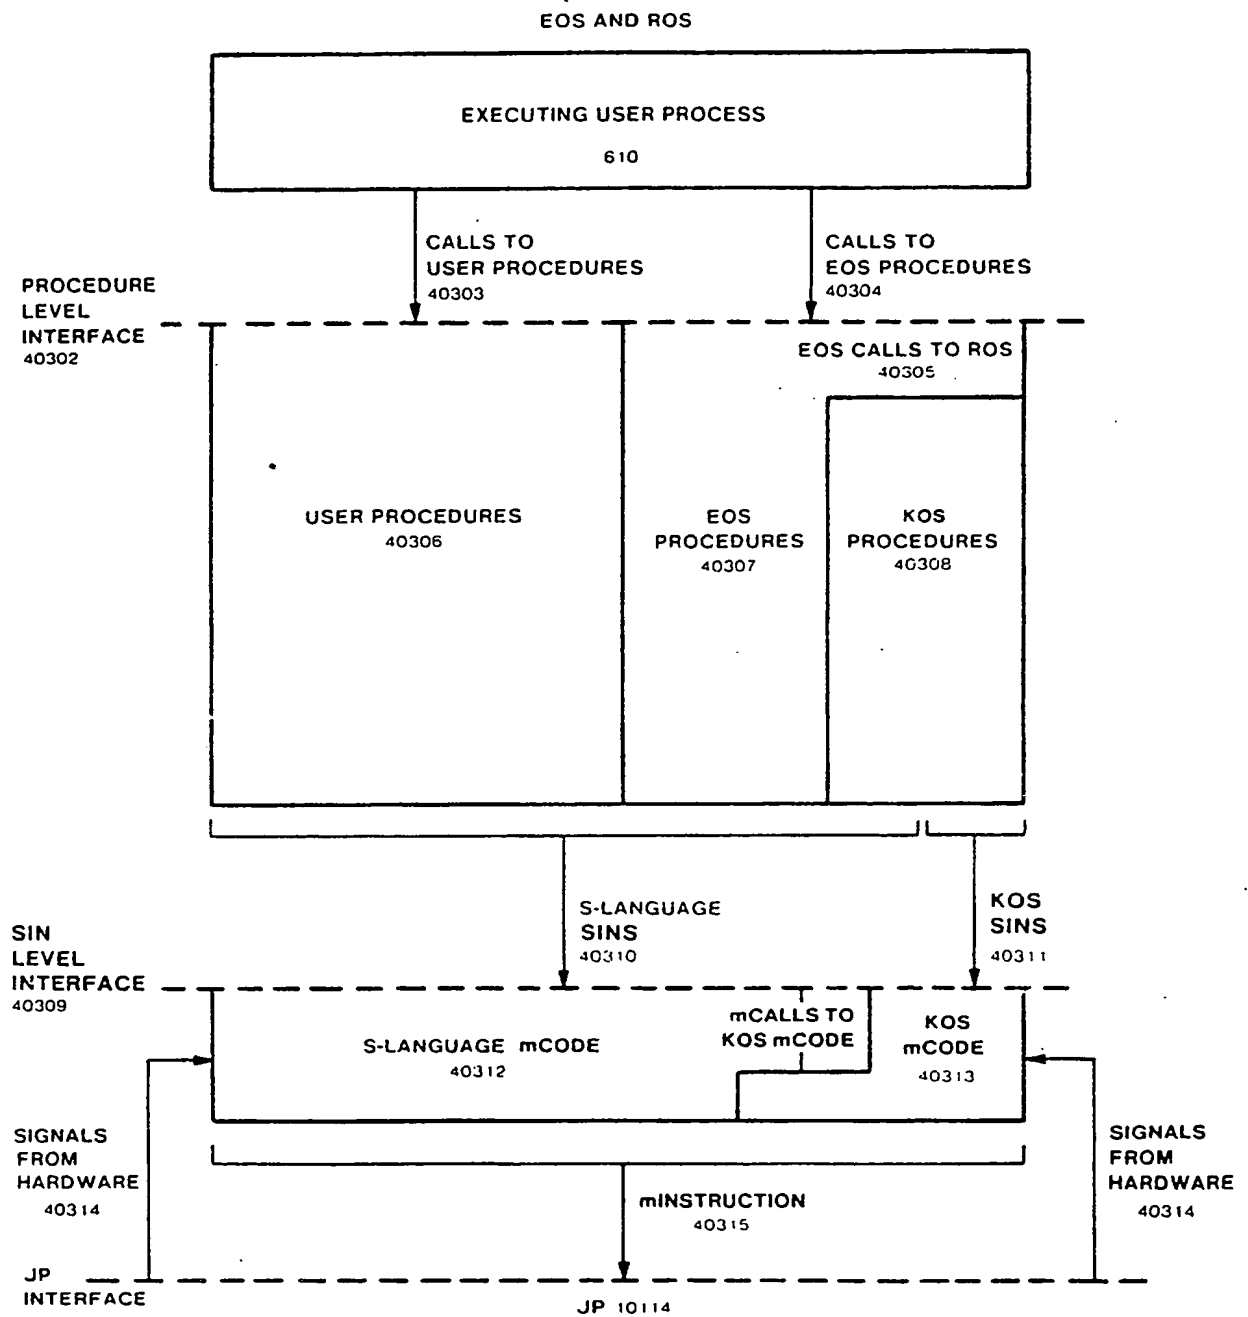 EOS AND ROS
EXECUTING USER PROCESS
610
CALLS TO
USER PROCEDURES
40303
CALLS TO
EOS PROCEDURES
40304
PROCEDURE
LEVEL
INTERFACE
40302
EOS CALLS TO ROS
40305
USER PROCEDURES
40306
EOS
PROCEDURES
40307
KOS
PROCEDURES
40308
S-LANGUAGE
SINS
40310
KOS
SINS
40311
SIN
LEVEL
INTERFACE
40309
S-LANGUAGE mCODE
40312
mCALLS TO
KOS mCODE
KOS
mCODE
40313
SIGNALS
FROM
HARDWARE
40314
mINSTRUCTION
40315
SIGNALS
FROM
HARDWARE
40314
JP
INTERFACE
JP 10114